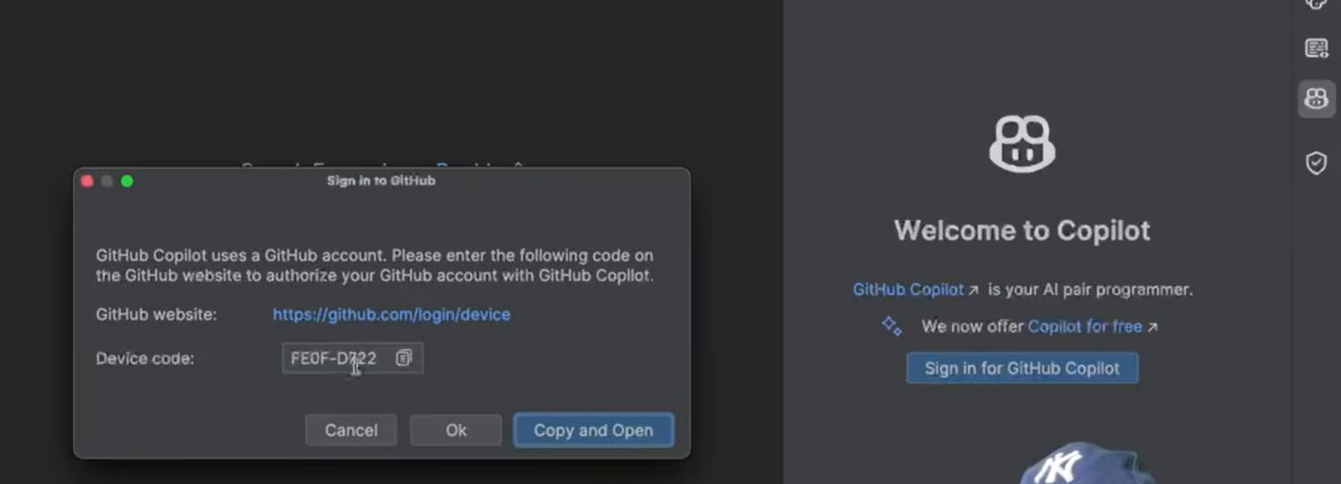 Sign in to GitHub
GitHub Copilot uses a GitHub account. Please enter the following code on
the GitHub website to authorize your GitHub account with GitHub Copilot.
GitHub website: https://github.com/login/device
Device code:
Cancel Ok Copy and Open
Welcome to Copilot
GitHub Copilot ↗ is your AI pair programmer.
We now offer Copilot for free ↗
Sign in for GitHub Copilot
NY